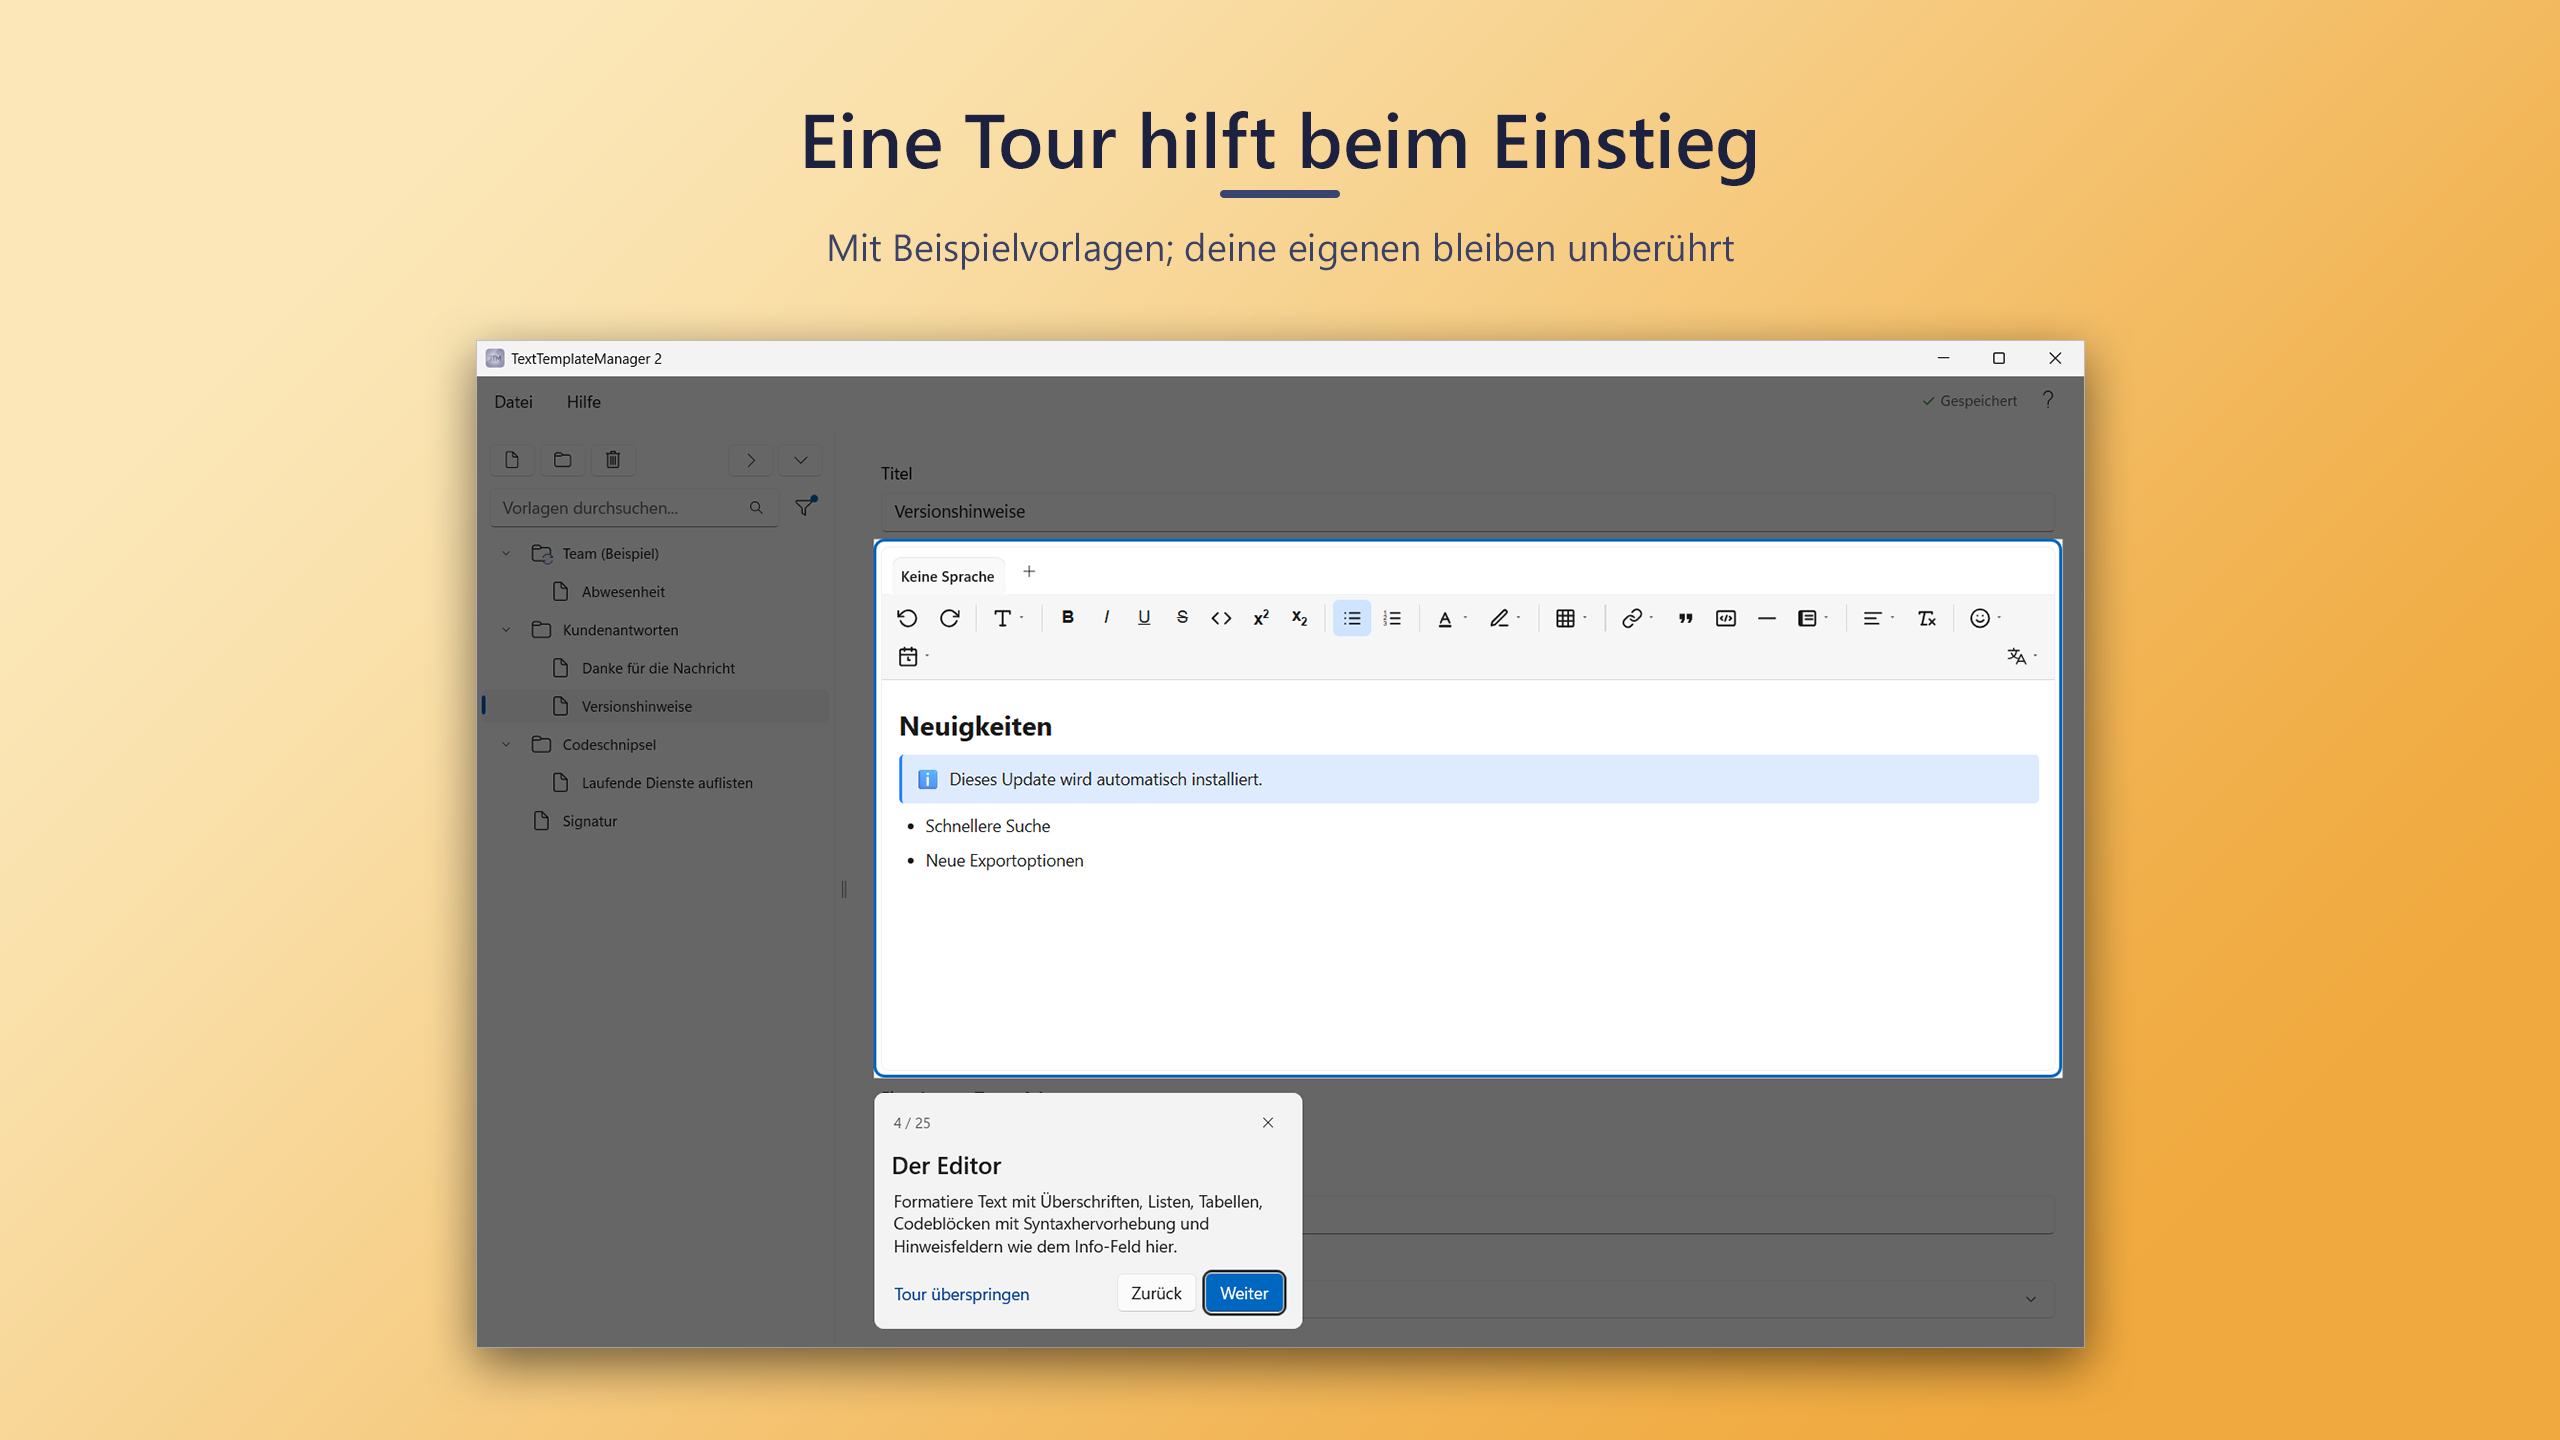 Eine Tour hilft beim Einstieg
Mit Beispielvorlagen; deine eigenen bleiben unberührt
TextTemplateManager 2
Datei Hilfe
Gespeichert ?
Vorlagen durchsuchen...
Team (Beispiel)
Abwesenheit
Kundenantworten
Danke für die Nachricht
Versionshinweise
Codeschnipsel
Laufende Dienste auflisten
Signatur
Titel
Versionshinweise
Keine Sprache
Neuigkeiten
Dieses Update wird automatisch installiert.
• Schnellere Suche
• Neue Exportoptionen
4 / 25
Der Editor
Formatiere Text mit Überschriften, Listen, Tabellen,
Codeblöcken mit Syntaxhervorhebung und
Hinweisfeldern wie dem Info-Feld hier.
Tour überspringen Zurück Weiter